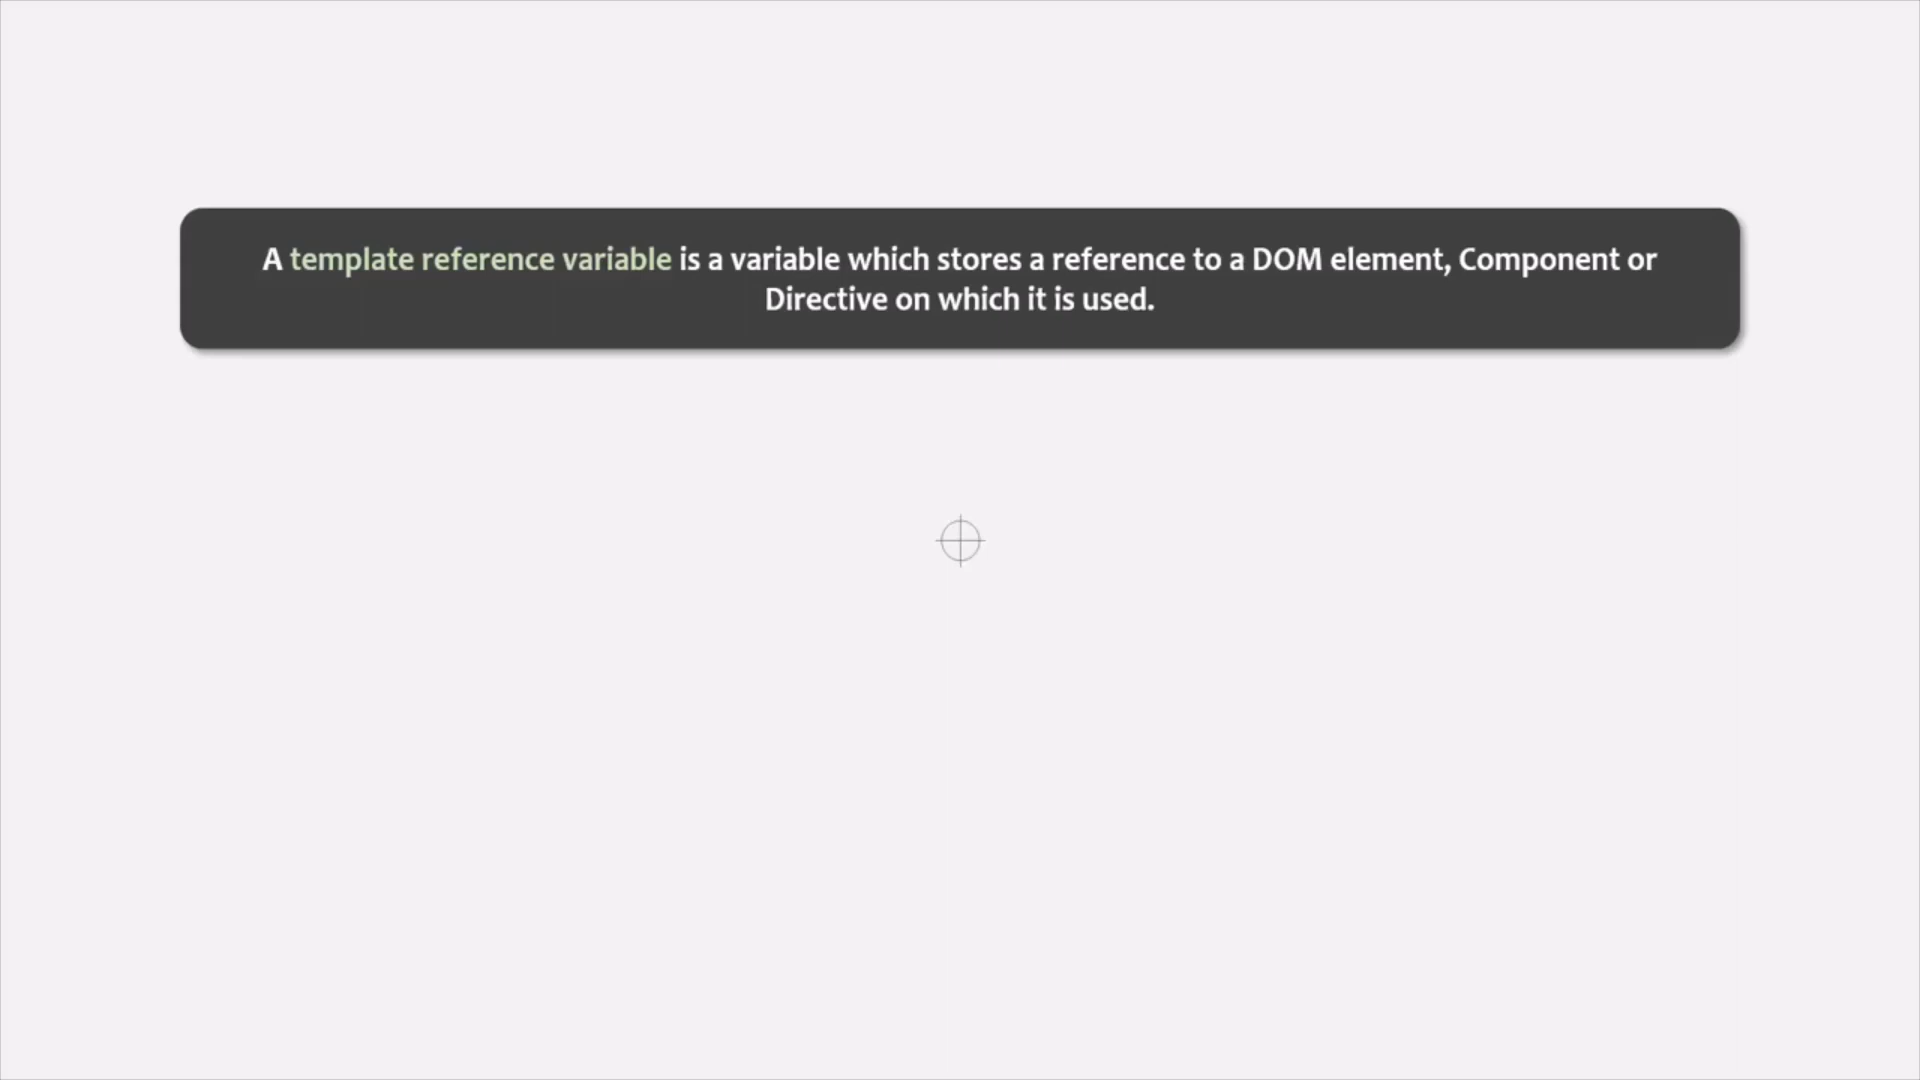 A template reference variable is a variable which stores a reference to a DOM element, Component or
Directive on which it is used.